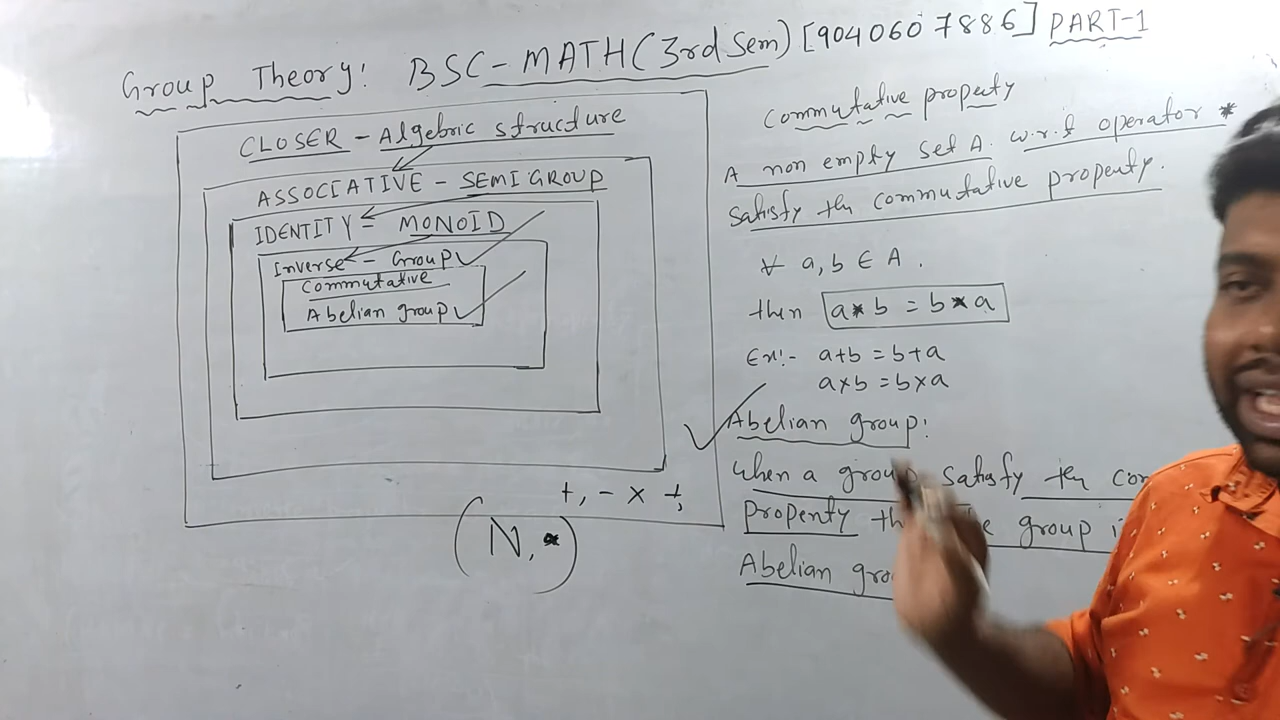 Group Theory: BSC-MATH(3rd Sem) [9040607886] PART-1
CLOSER - Algebric structure
ASSOCIATIVE - SEMIGROUP
IDENTITY = MONOID
Inverse - Group
Commutative
Abelian group
+, - × ÷,
(N, *)
Commutative property
A non empty set A. w.r.t operator *
Satisfy the commutative property.
∀ a, b ∈ A.
then a * b = b * a
Ex:- a+b = b+a
a×b = b×a
Abelian group:
When a group satisfy the
property the group
Abelian